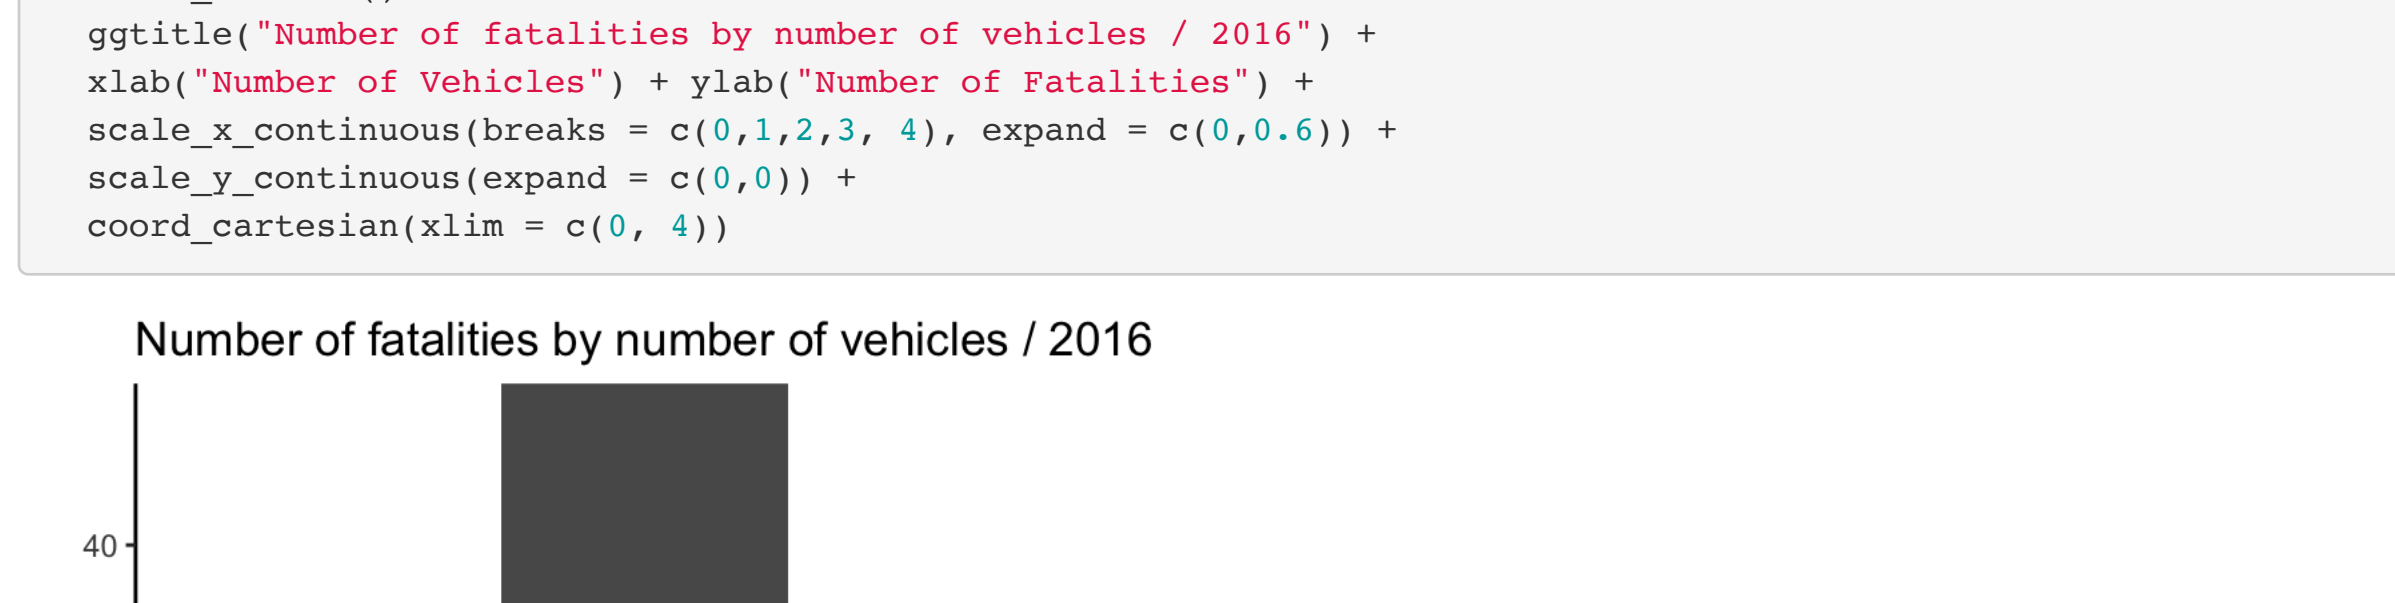 ggtitle("Number of fatalities by number of vehicles / 2016") +
xlab("Number of Vehicles") + ylab("Number of Fatalities") +
scale_x_continuous(breaks = c(0,1,2,3, 4), expand = c(0,0.6)) +
scale_y_continuous(expand = c(0,0)) +
coord_cartesian(xlim = c(0, 4))
Number of fatalities by number of vehicles / 2016
40